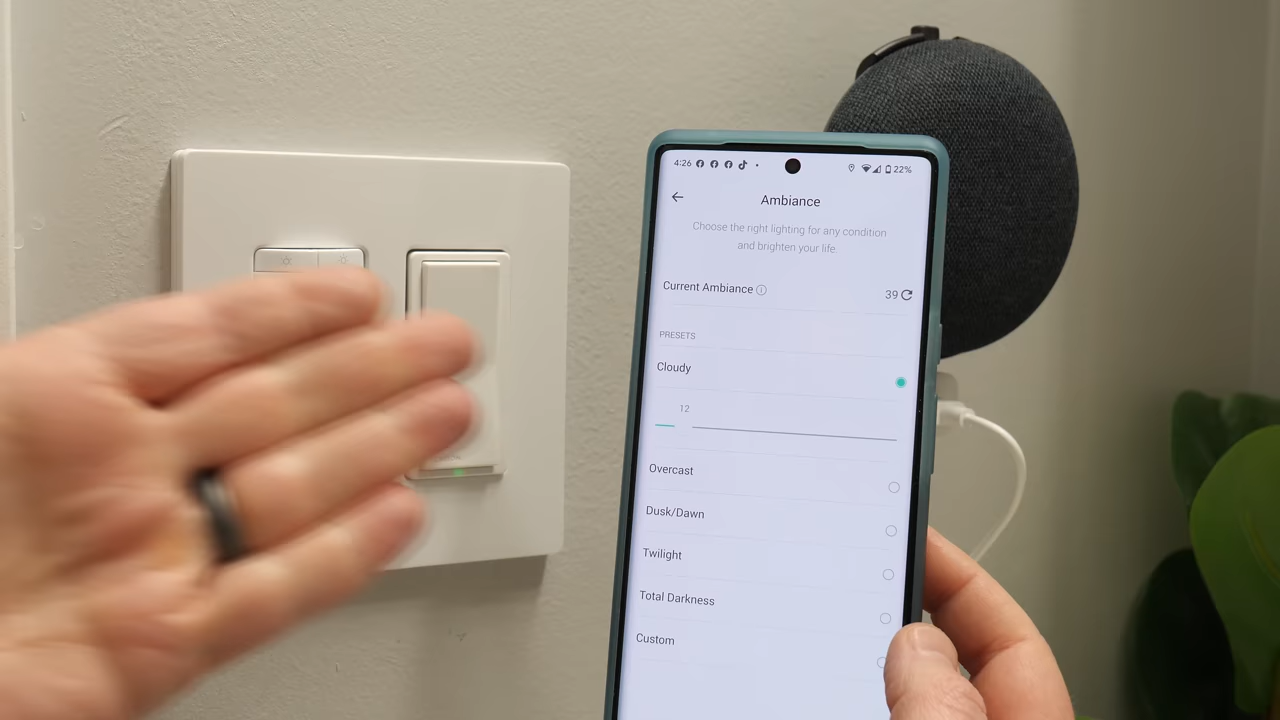 4:26
22%
Ambiance
Choose the right lighting for any condition
and brighten your life.
Current Ambiance
39
PRESETS
Cloudy
12
Overcast
Dusk/Dawn
Twilight
Total Darkness
Custom